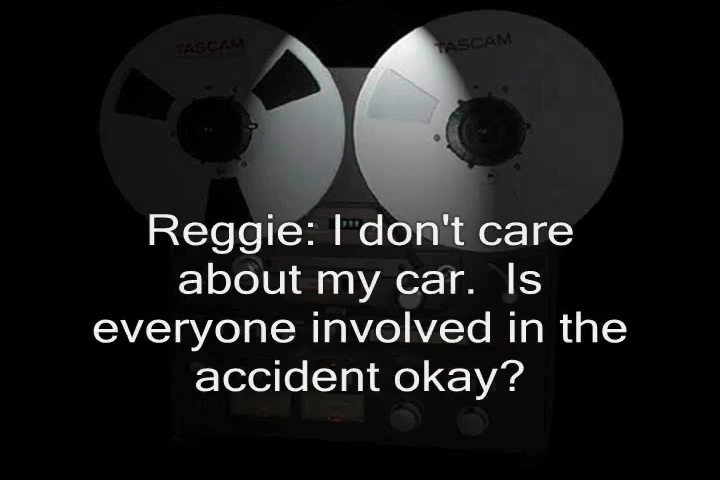 TASCAM
TASCAM
Reggie: I don't care
about my car.  Is
everyone involved in the
accident okay?